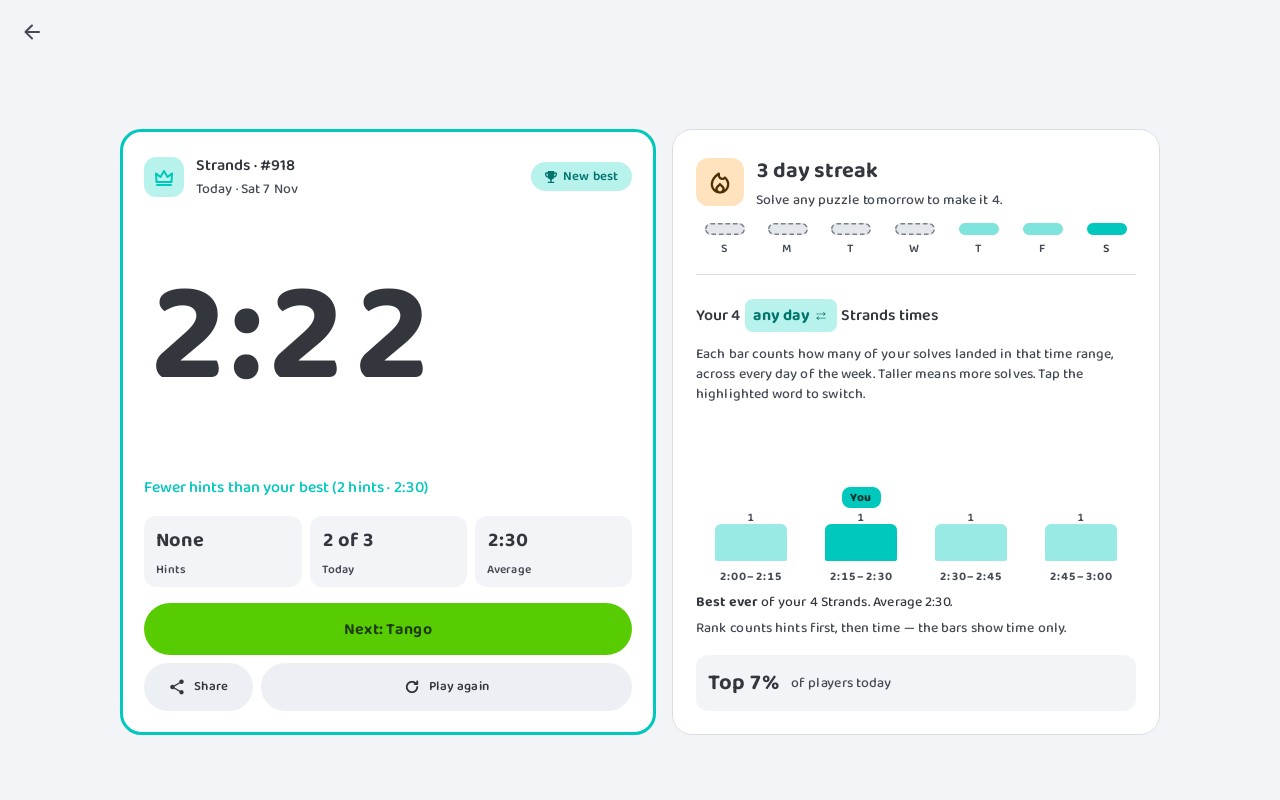 Strands · #918
Today · Sat 7 Nov
New best
2:22
Fewer hints than your best (2 hints · 2:30)
None
Hints
2 of 3
Today
2:30
Average
Next: Tango
Share
Play again
3 day streak
Solve any puzzle tomorrow to make it 4.
S M T W T F S
Your 4 any day ⇄ Strands times
Each bar counts how many of your solves landed in that time range,
across every day of the week. Taller means more solves. Tap the
highlighted word to switch.
You
1 1 1 1
2:00–2:15 2:15–2:30 2:30–2:45 2:45–3:00
Best ever of your 4 Strands. Average 2:30.
Rank counts hints first, then time — the bars show time only.
Top 7% of players today